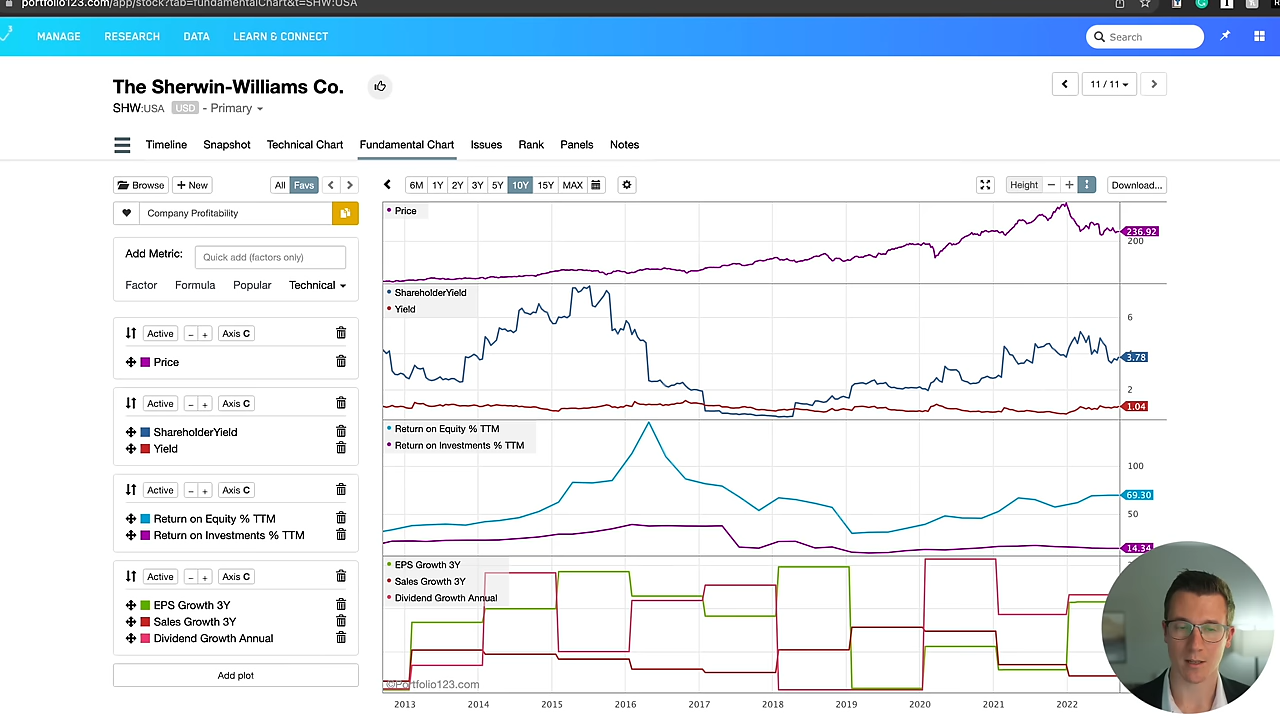 portfolio123.com/app/stock?tab=fundamentalChart&t=SHW:USA
MANAGE RESEARCH DATA LEARN & CONNECT Search
The Sherwin-Williams Co.
11 / 11
SHW:USA USD - Primary
Timeline Snapshot Technical Chart Fundamental Chart Issues Rank Panels Notes
Browse + New All Favs
6M 1Y 2Y 3Y 5Y 10Y 15Y MAX
Height − + Download...
Company Profitability
Add Metric: Quick add (factors only)
Factor Formula Popular Technical
Active − + Axis C
Price
Active − + Axis C
ShareholderYield
Yield
Active − + Axis C
Return on Equity % TTM
Return on Investments % TTM
Active − + Axis C
EPS Growth 3Y
Sales Growth 3Y
Dividend Growth Annual
Add plot
Price
236.92
200
ShareholderYield
Yield
6
3.78
2
1.04
Return on Equity % TTM
Return on Investments % TTM
100
69.30
50
14.34
EPS Growth 3Y
Sales Growth 3Y
Dividend Growth Annual
©Portfolio123.com
2013 2014 2015 2016 2017 2018 2019 2020 2021 2022